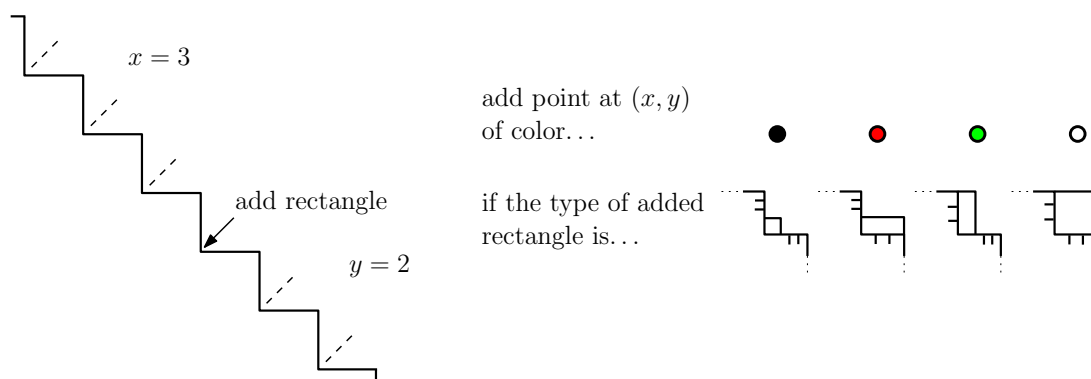 x = 3
add rectangle
y = 2
add point at (x, y)
of color...
if the type of added
rectangle is...